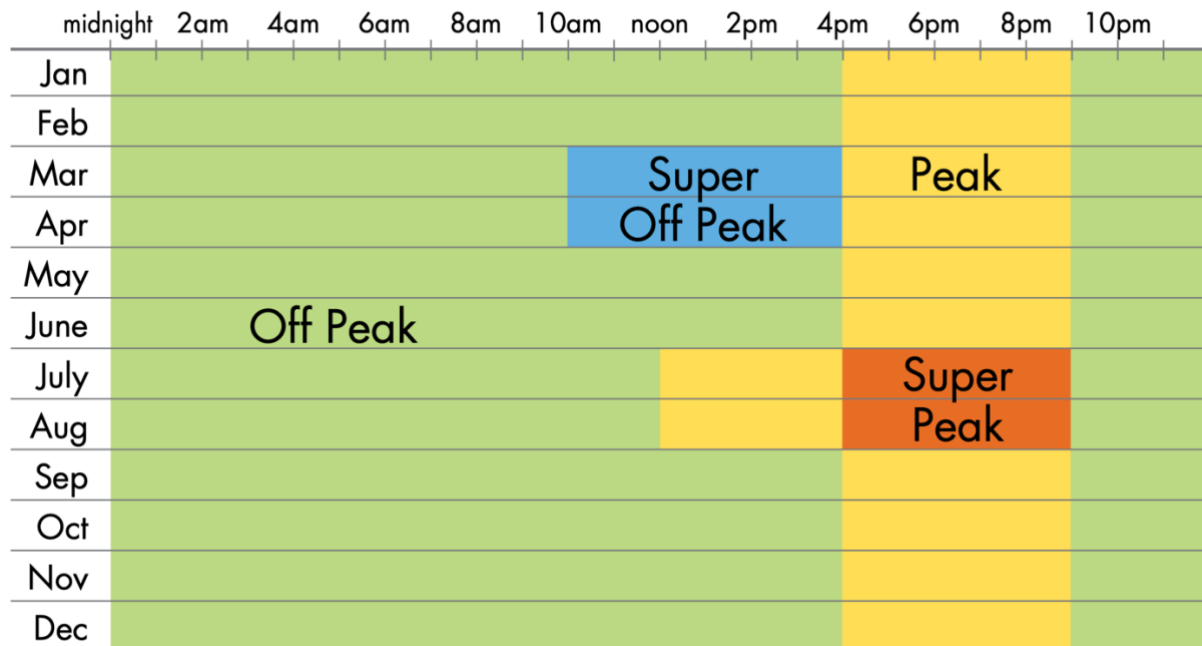 midnight 2am 4am 6am 8am 10am noon 2pm 4pm 6pm 8pm 10pm
Jan
Feb
Mar Super Peak
Apr Off Peak
May
June Off Peak
July Super
Aug Peak
Sep
Oct
Nov
Dec